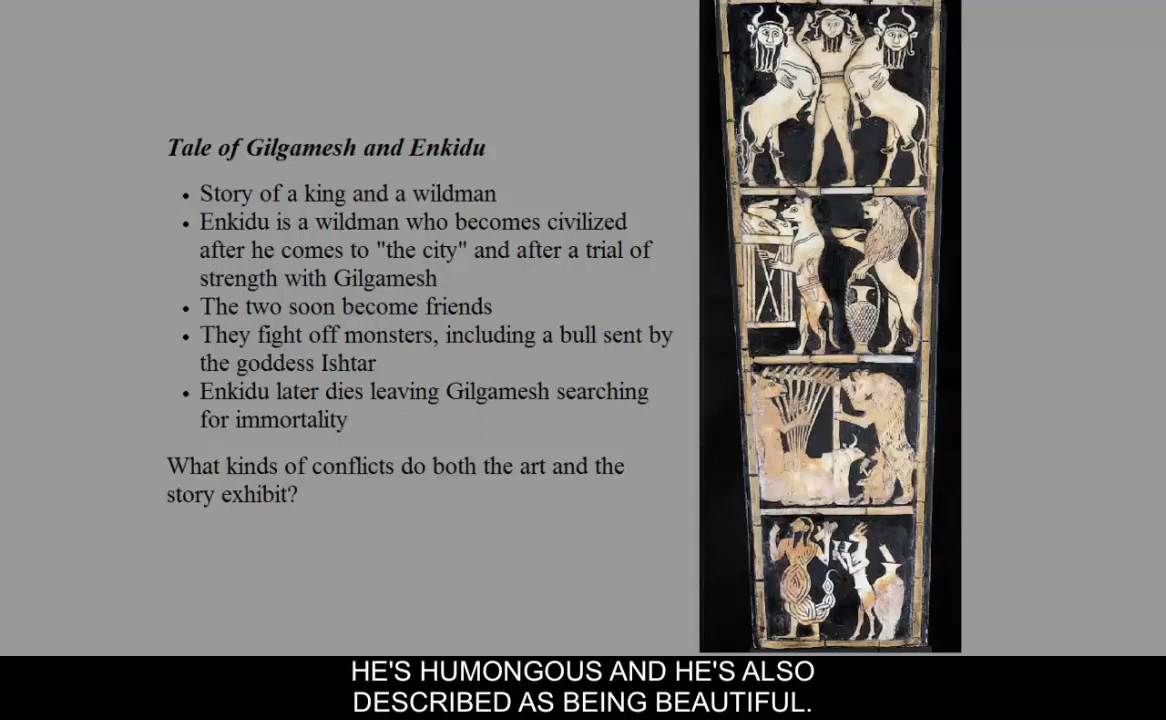 Tale of Gilgamesh and Enkidu
• Story of a king and a wildman
• Enkidu is a wildman who becomes civilized
after he comes to "the city" and after a trial of
strength with Gilgamesh
• The two soon become friends
• They fight off monsters, including a bull sent by
the goddess Ishtar
• Enkidu later dies leaving Gilgamesh searching
for immortality
What kinds of conflicts do both the art and the
story exhibit?
HE'S HUMONGOUS AND HE'S ALSO
DESCRIBED AS BEING BEAUTIFUL.